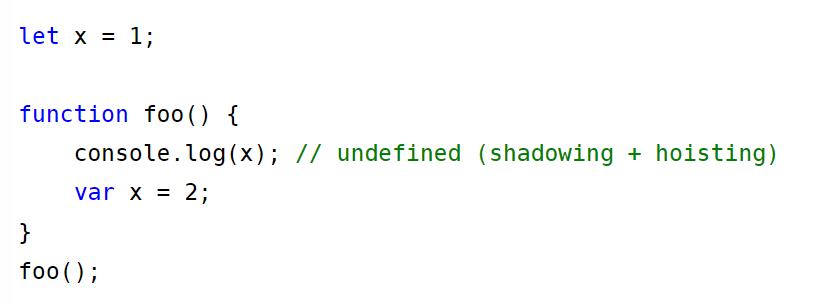 let x = 1;

function foo() {
    console.log(x); // undefined (shadowing + hoisting)
    var x = 2;
}
foo();